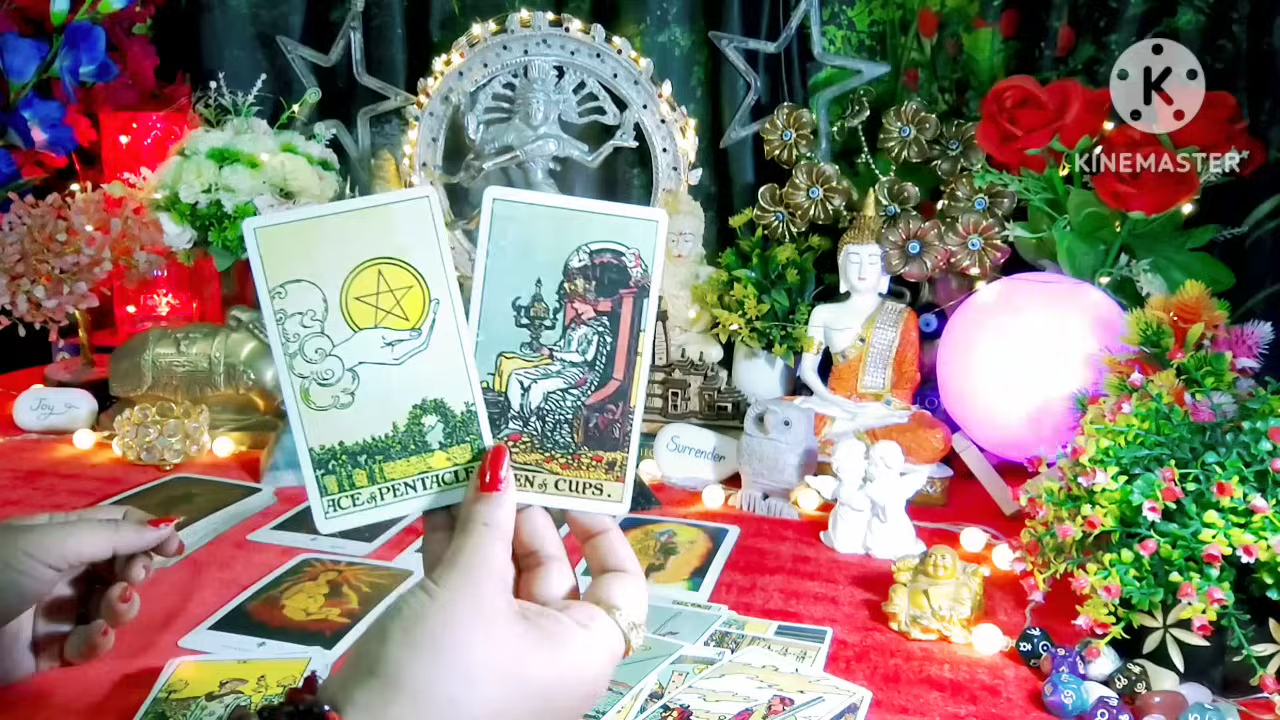 K
KINEMASTER
Joy
Surrender
ACE of PENTACLE
EN of CUPS.